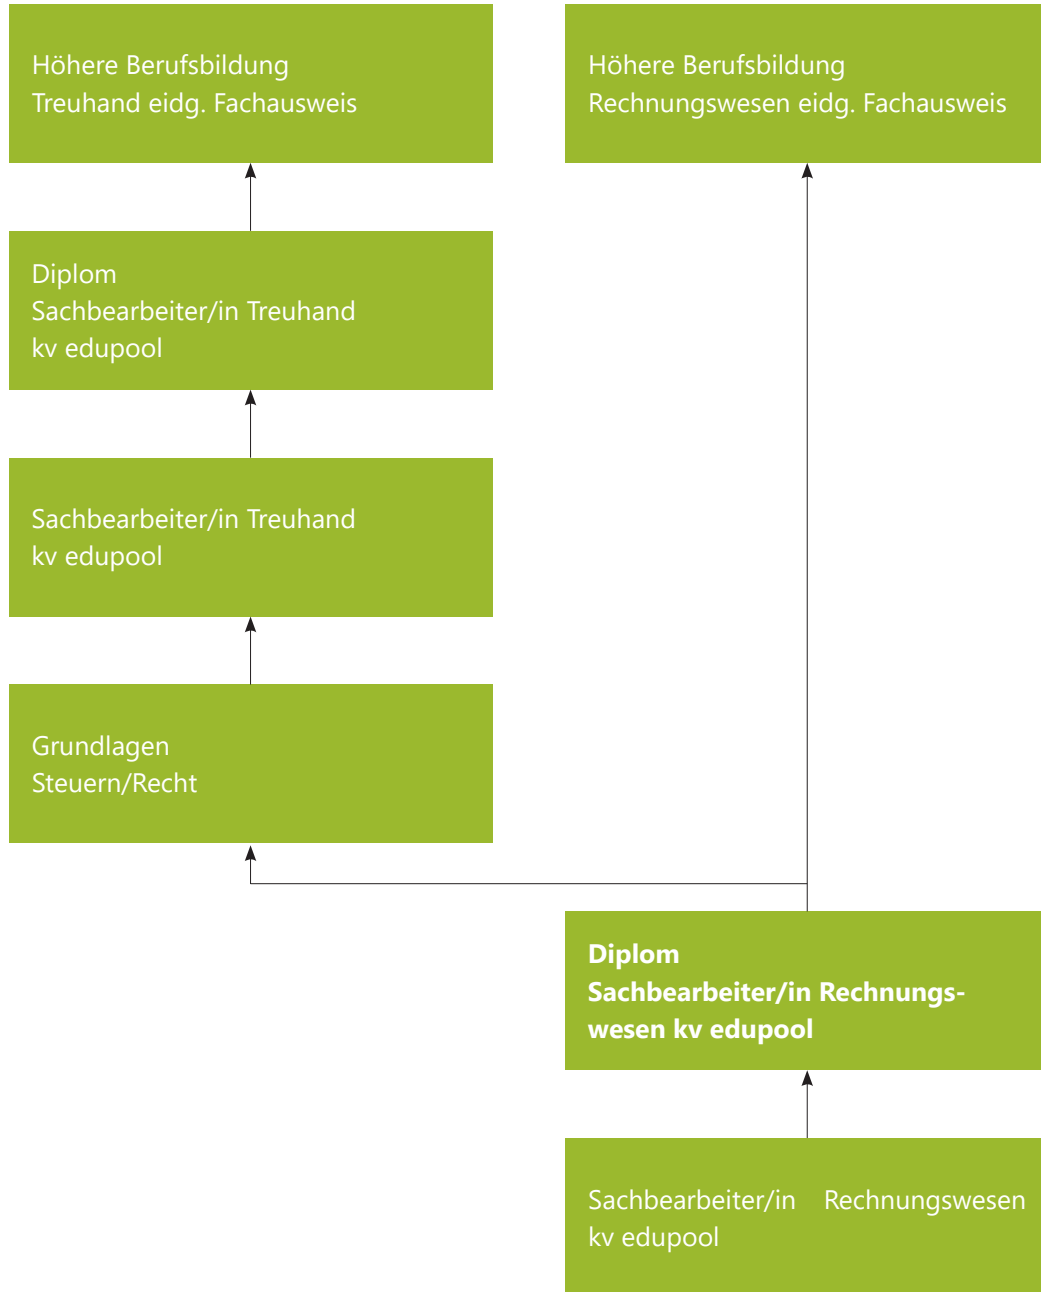 Höhere Berufsbildung
Treuhand eidg. Fachausweis
Höhere Berufsbildung
Rechnungswesen eidg. Fachausweis
Diplom
Sachbearbeiter/in Treuhand
kv edupool
Sachbearbeiter/in Treuhand
kv edupool
Grundlagen
Steuern/Recht
Diplom
Sachbearbeiter/in Rechnungs-
wesen kv edupool
Sachbearbeiter/in Rechnungswesen
kv edupool